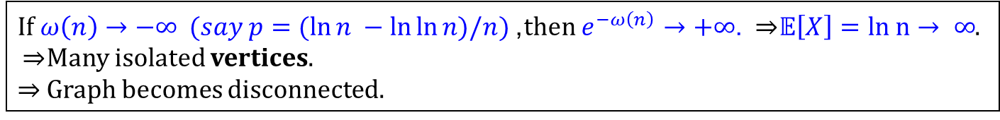 If ω(n) → −∞ (say p = (ln n − ln ln n)/n) ,then e^{−ω(n)} → +∞. ⇒𝔼[X] = ln n → ∞.
⇒Many isolated vertices.
⇒ Graph becomes disconnected.